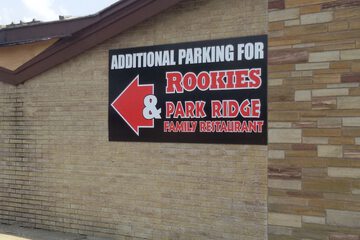 ADDITIONAL PARKING FOR
ROOKIES
& PARK RIDGE
FAMILY RESTAURANT